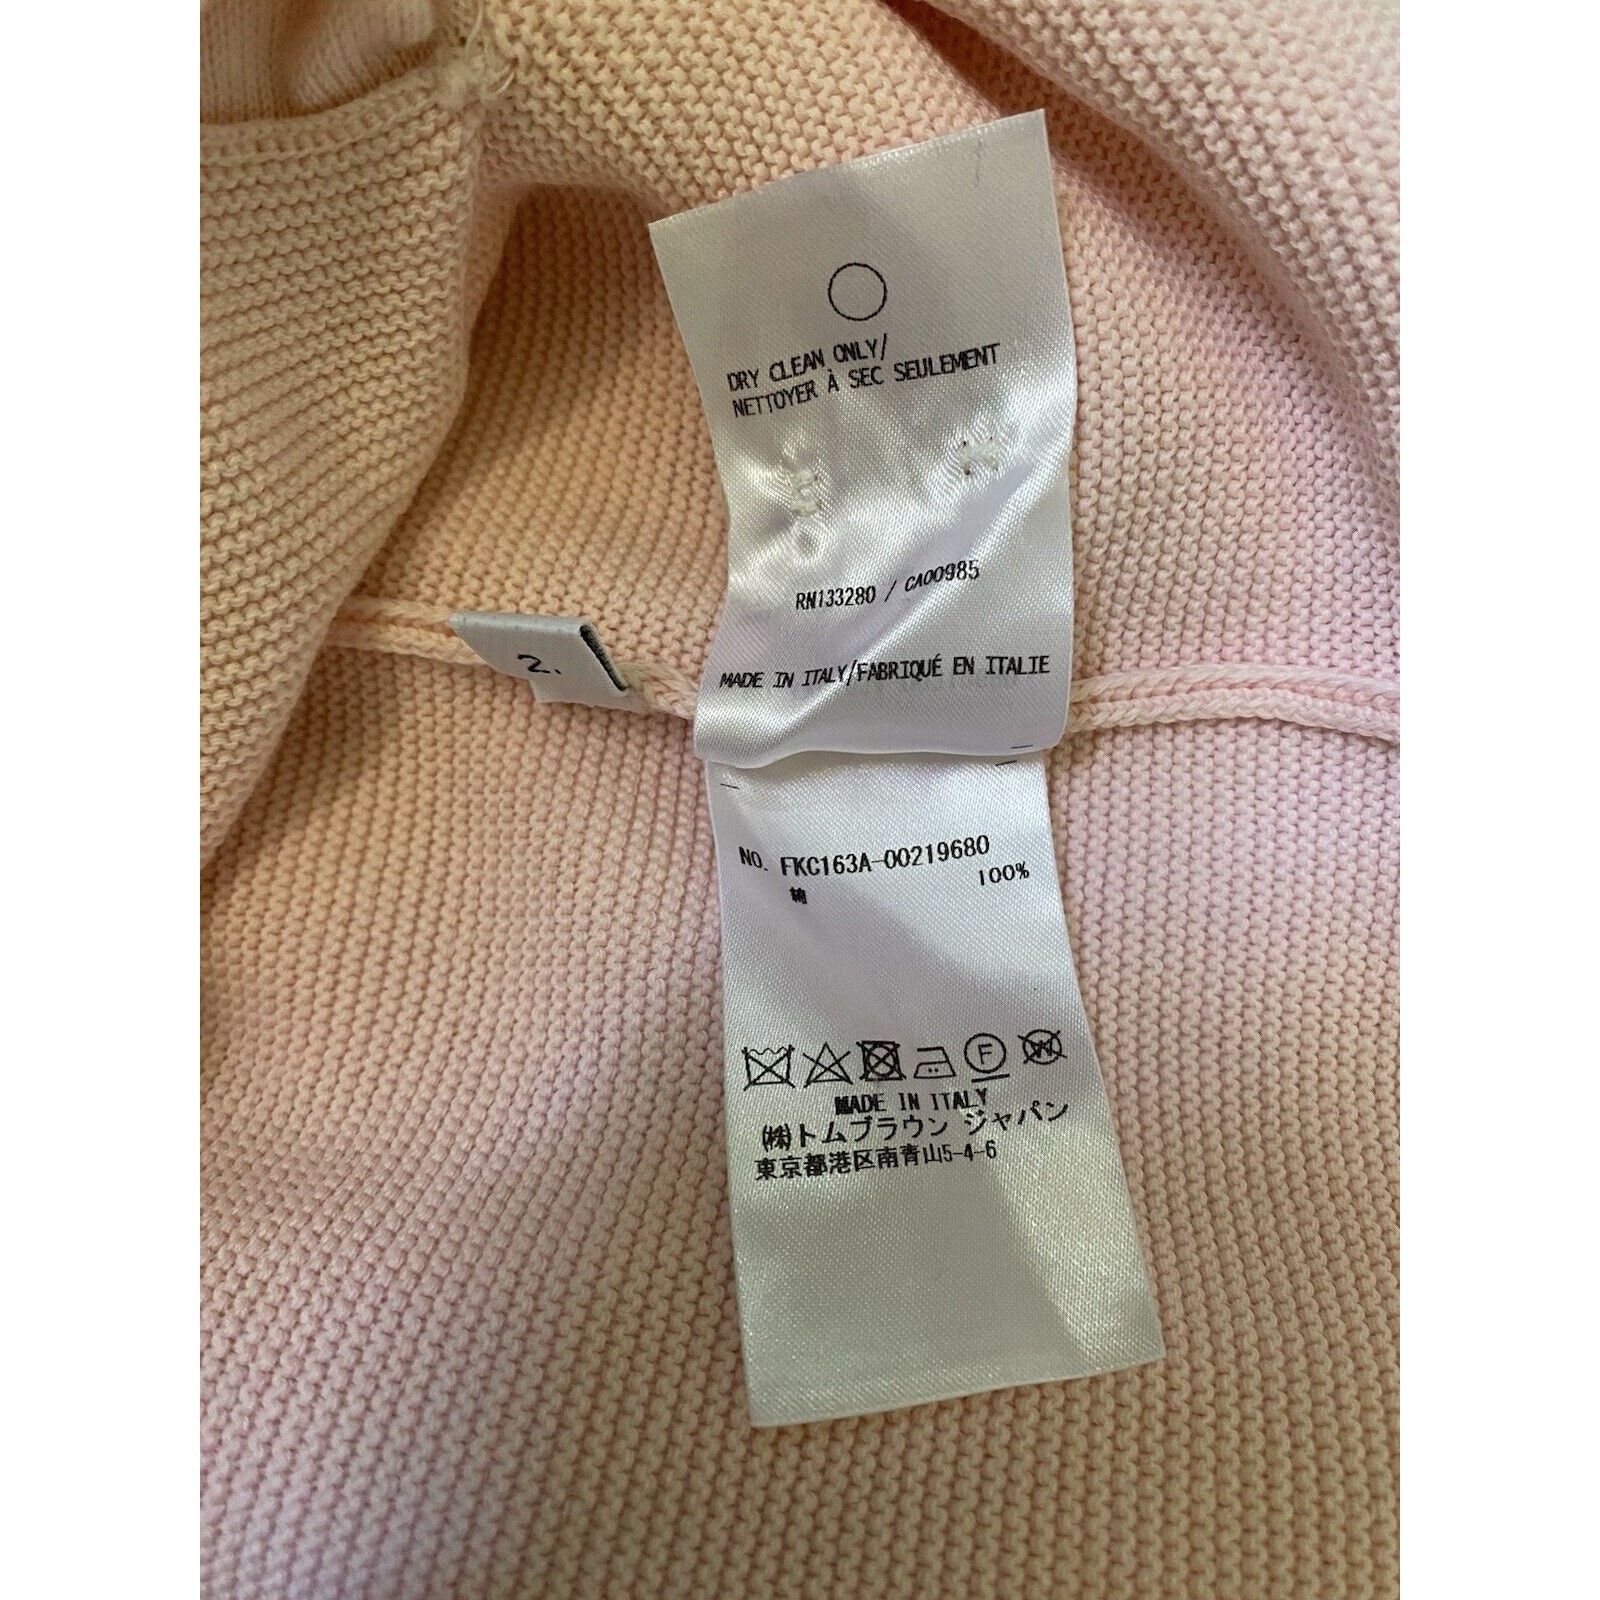 DRY CLEAN ONLY/
NETTOYER À SEC SEULEMENT
RN133280 / CA00985
MADE IN ITALY/FABRIQUÉ EN ITALIE
2.
NO. FKC163A-00219680
綿 100%
F W
MADE IN ITALY
(株)トムブラウン ジャパン
東京都港区南青山5-4-6